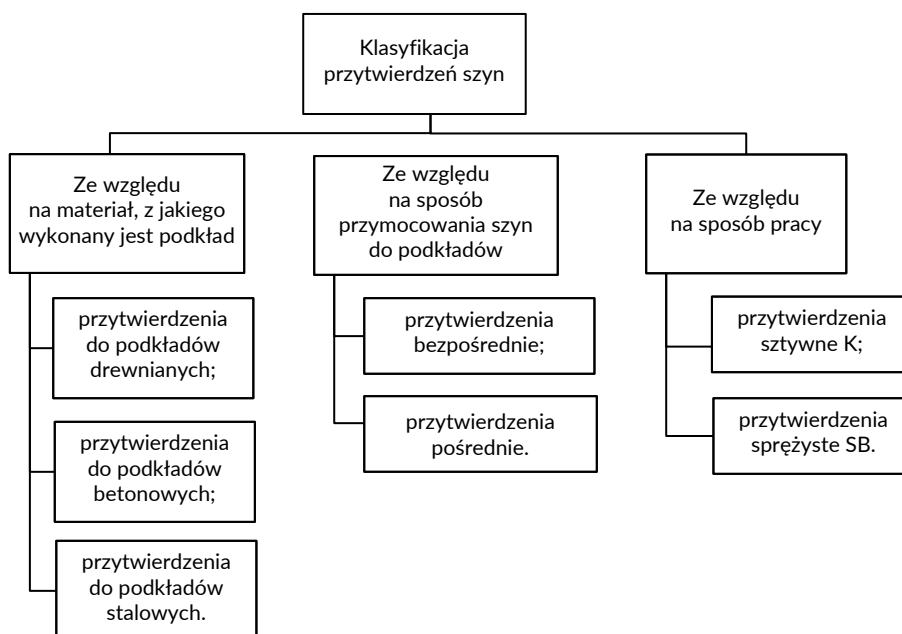 Klasyfikacja
przytwierdzeń szyn
Ze względu
na materiał, z jakiego
wykonany jest podkład
przytwierdzenia
do podkładów
drewnianych;
przytwierdzenia
do podkładów
betonowych;
przytwierdzenia
do podkładów
stalowych.
Ze względu
na sposób
przymocowania szyn
do podkładów
przytwierdzenia
bezpośrednie;
przytwierdzenia
pośrednie.
Ze względu
na sposób pracy
przytwierdzenia
sztywne K;
przytwierdzenia
sprężyste SB.